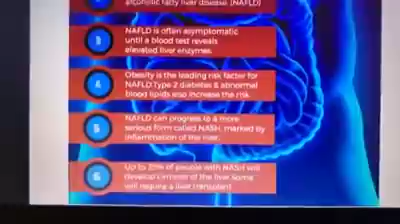 alcoholic fatty liver disease (NAFLD)
3
NAFLD is often asymptomatic
until a blood test reveals
elevated liver enzymes.
4
Obesity is the leading risk factor for
NAFLD Type 2 diabetes & abnormal
blood lipids also increase the risk.
5
NAFLD can progress to a more
serious form called NASH, marked by
inflammation of the liver.
6
Up to 20% of people with NASH will
develop cirrhosis of the liver. Some
will require a liver transplant